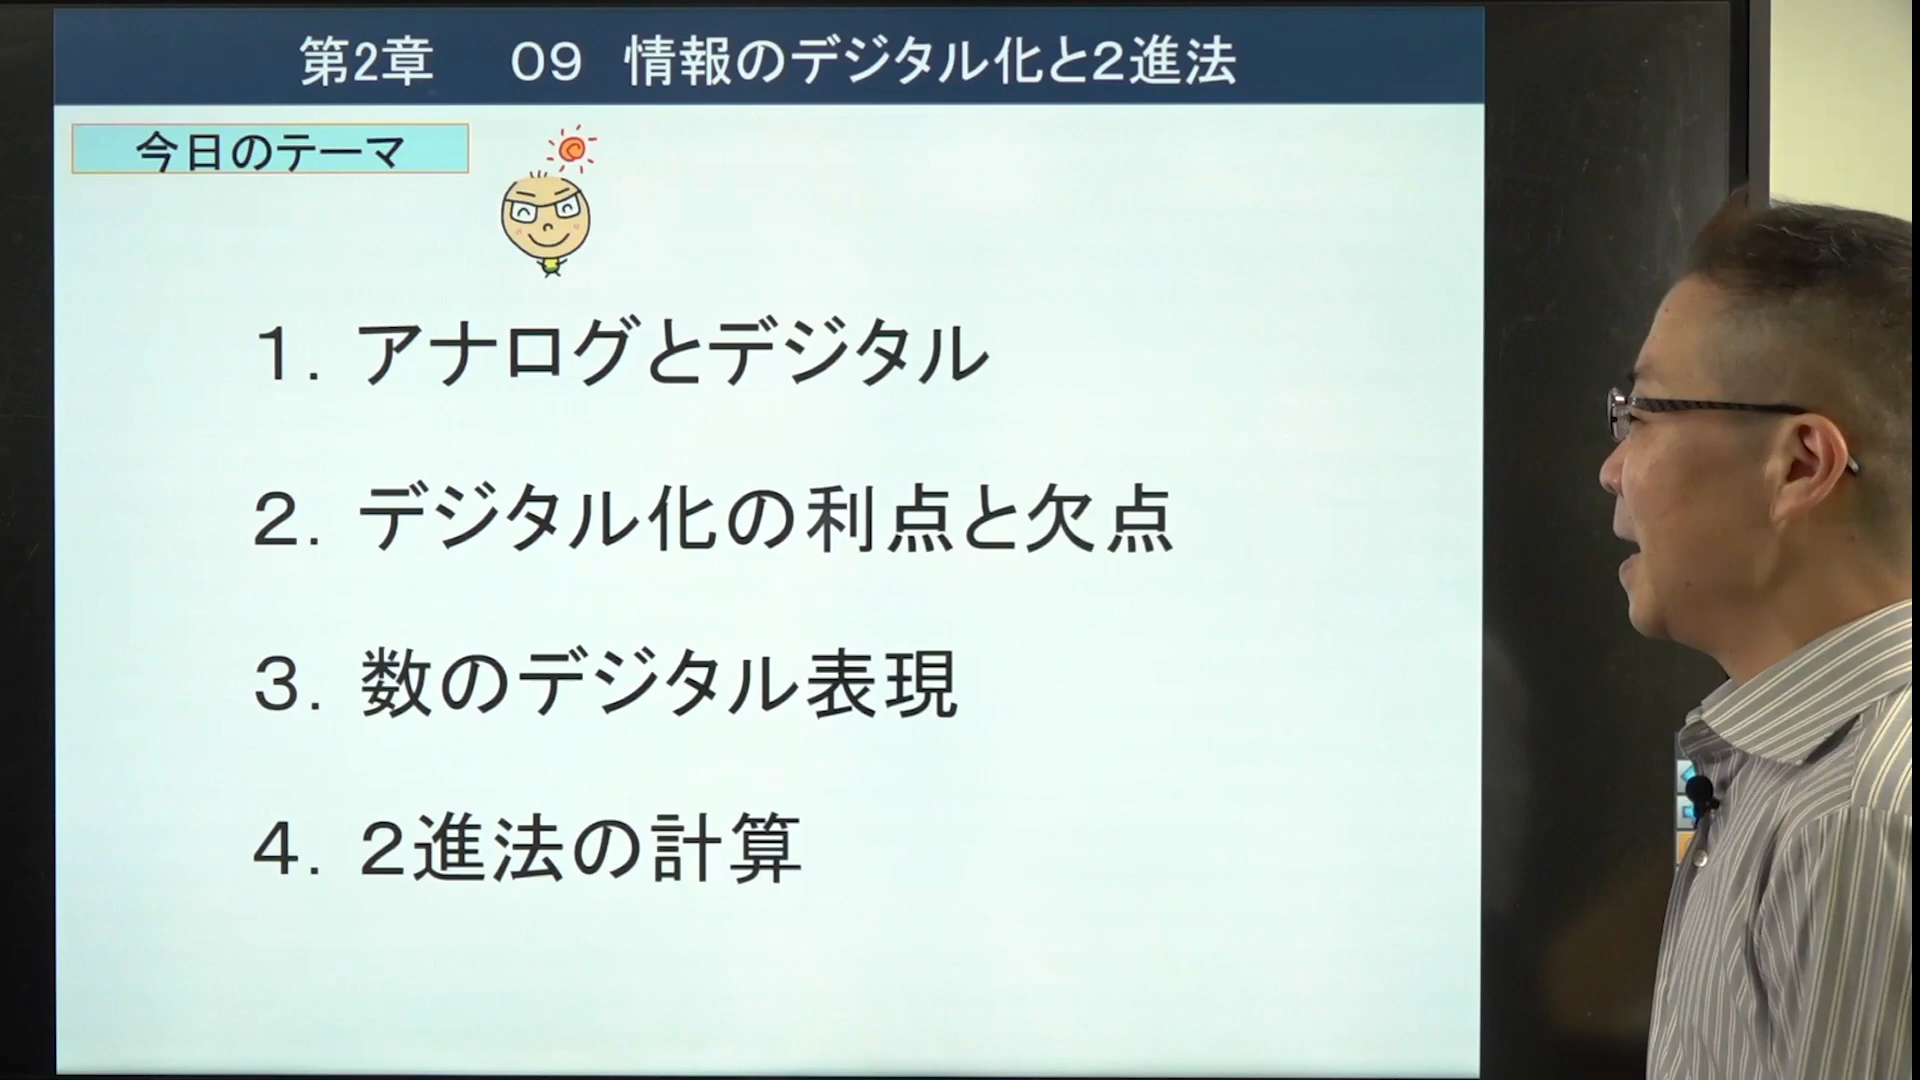 第2章　09　情報のデジタル化と2進法
今日のテーマ
1. アナログとデジタル
2. デジタル化の利点と欠点
3. 数のデジタル表現
4. 2進法の計算